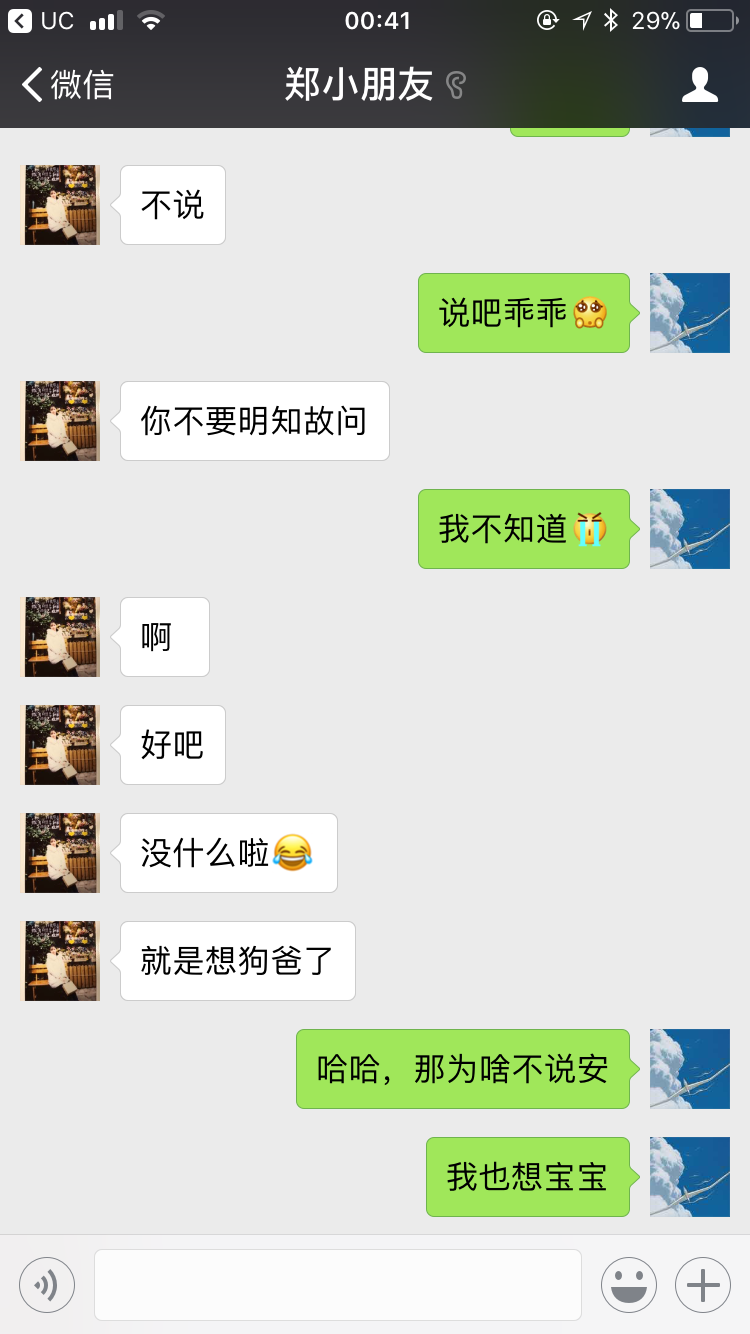 UC 00:41 29%
微信 郑小朋友
不说
说吧乖乖🥺
你不要明知故问
我不知道😭
啊
好吧
没什么啦😂
就是想狗爸了
哈哈，那为啥不说安
我也想宝宝